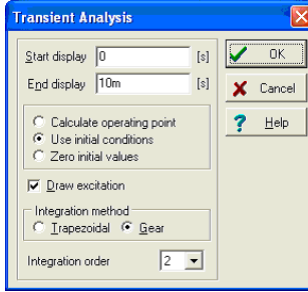 Transient Analysis
Start display 0 [s]
End display 10m [s]
Calculate operating point
Use initial conditions
Zero initial values
Draw excitation
Integration method
Trapezoidal Gear
Integration order 2
OK
Cancel
? Help